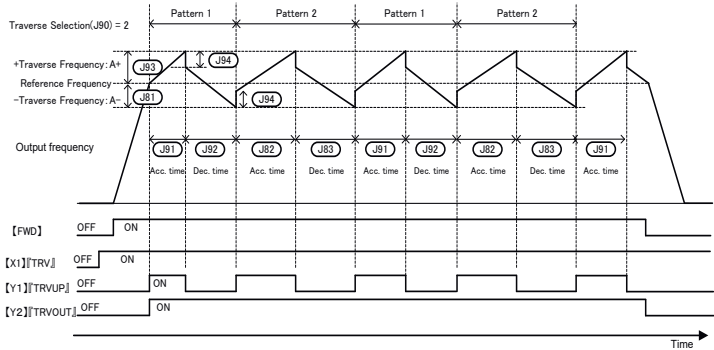 Traverse Selection(J90) = 2
Pattern 1 Pattern 2 Pattern 1 Pattern 2
+Traverse Frequency: A+
J93 J94
Reference Frequency
-Traverse Frequency: A-
J81 J94
Output frequency
J91 J92 J82 J83 J91 J92 J82 J83 J91
Acc. time Dec. time Acc. time Dec. time Acc. time Dec. time Acc. time Dec. time Acc. time
【FWD】 OFF ON
【X1】『TRV』 OFF ON
【Y1】『TRVUP』 OFF ON
【Y2】『TRVOUT』 OFF ON
Time